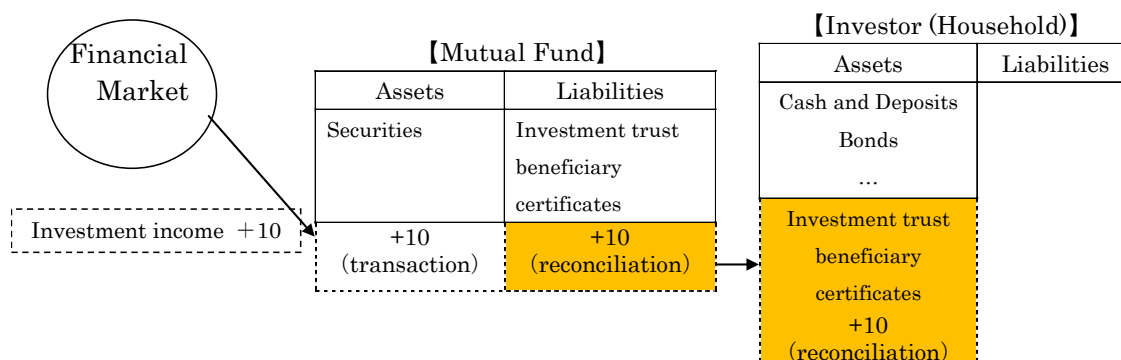 Financial
Market
Investment income ＋10
【Mutual Fund】
Assets
Liabilities
Securities
Investment trust
beneficiary
certificates
+10
（transaction）
+10
（reconciliation）
【Investor (Household)】
Assets
Liabilities
Cash and Deposits
Bonds
…
Investment trust
beneficiary
certificates
+10
（reconciliation）